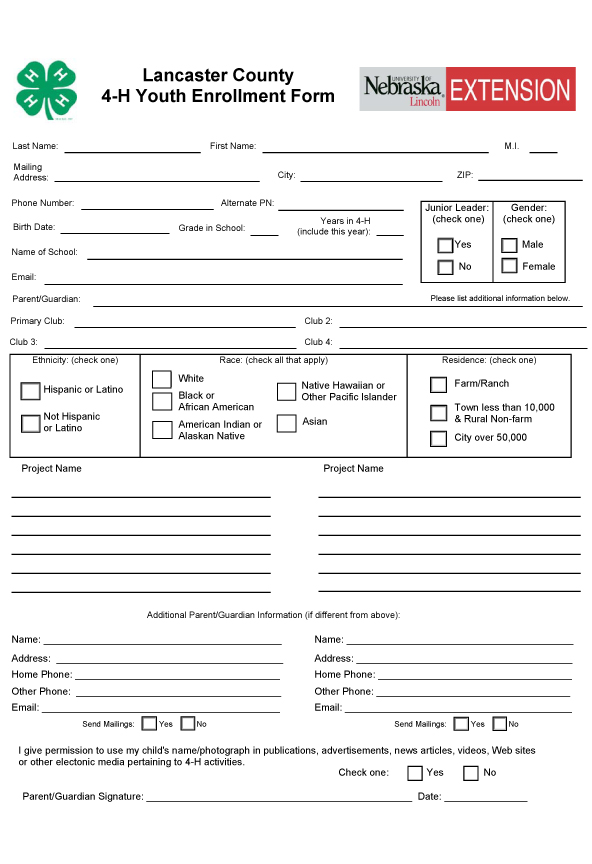 H H H H
Lancaster County
4-H Youth Enrollment Form
UNIVERSITY OF
Nebraska
Lincoln
EXTENSION
Last Name: First Name: M.I.
Mailing
Address: City: ZIP:
Phone Number: Alternate PN:
Birth Date: Grade in School: Years in 4-H
(include this year):
Junior Leader:
(check one)
Yes
No
Gender:
(check one)
Male
Female
Name of School:
Email:
Parent/Guardian: Please list additional information below.
Primary Club: Club 2:
Club 3: Club 4:
Ethnicity: (check one)
Hispanic or Latino
Not Hispanic
or Latino
Race: (check all that apply)
White
Black or
African American
American Indian or
Alaskan Native
Native Hawaiian or
Other Pacific Islander
Asian
Residence: (check one)
Farm/Ranch
Town less than 10,000
& Rural Non-farm
City over 50,000
Project Name Project Name
Additional Parent/Guardian Information (if different from above):
Name: Name:
Address: Address:
Home Phone: Home Phone:
Other Phone: Other Phone:
Email: Email:
Send Mailings: Yes No Send Mailings: Yes No
I give permission to use my child's name/photograph in publications, advertisements, news articles, videos, Web sites
or other electonic media pertaining to 4-H activities.
Check one: Yes No
Parent/Guardian Signature: Date: